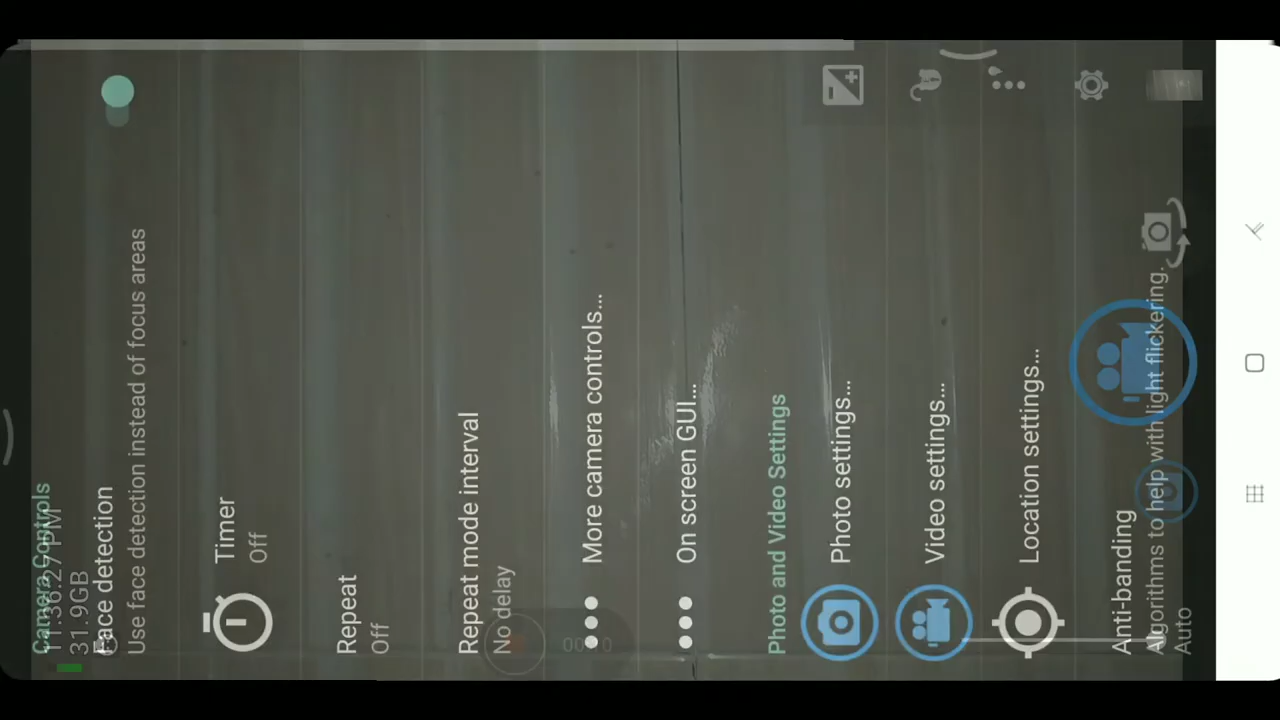 Camera Controls
11:36:27 PM
31.9GB
Face detection
Use face detection instead of focus areas
Timer
Off
Repeat
Off
Repeat mode interval
No delay
More camera controls...
On screen GUI...
Photo and Video Settings
Photo settings...
Video settings...
Location settings...
Anti-banding
Algorithms to help with light flickering.
Auto